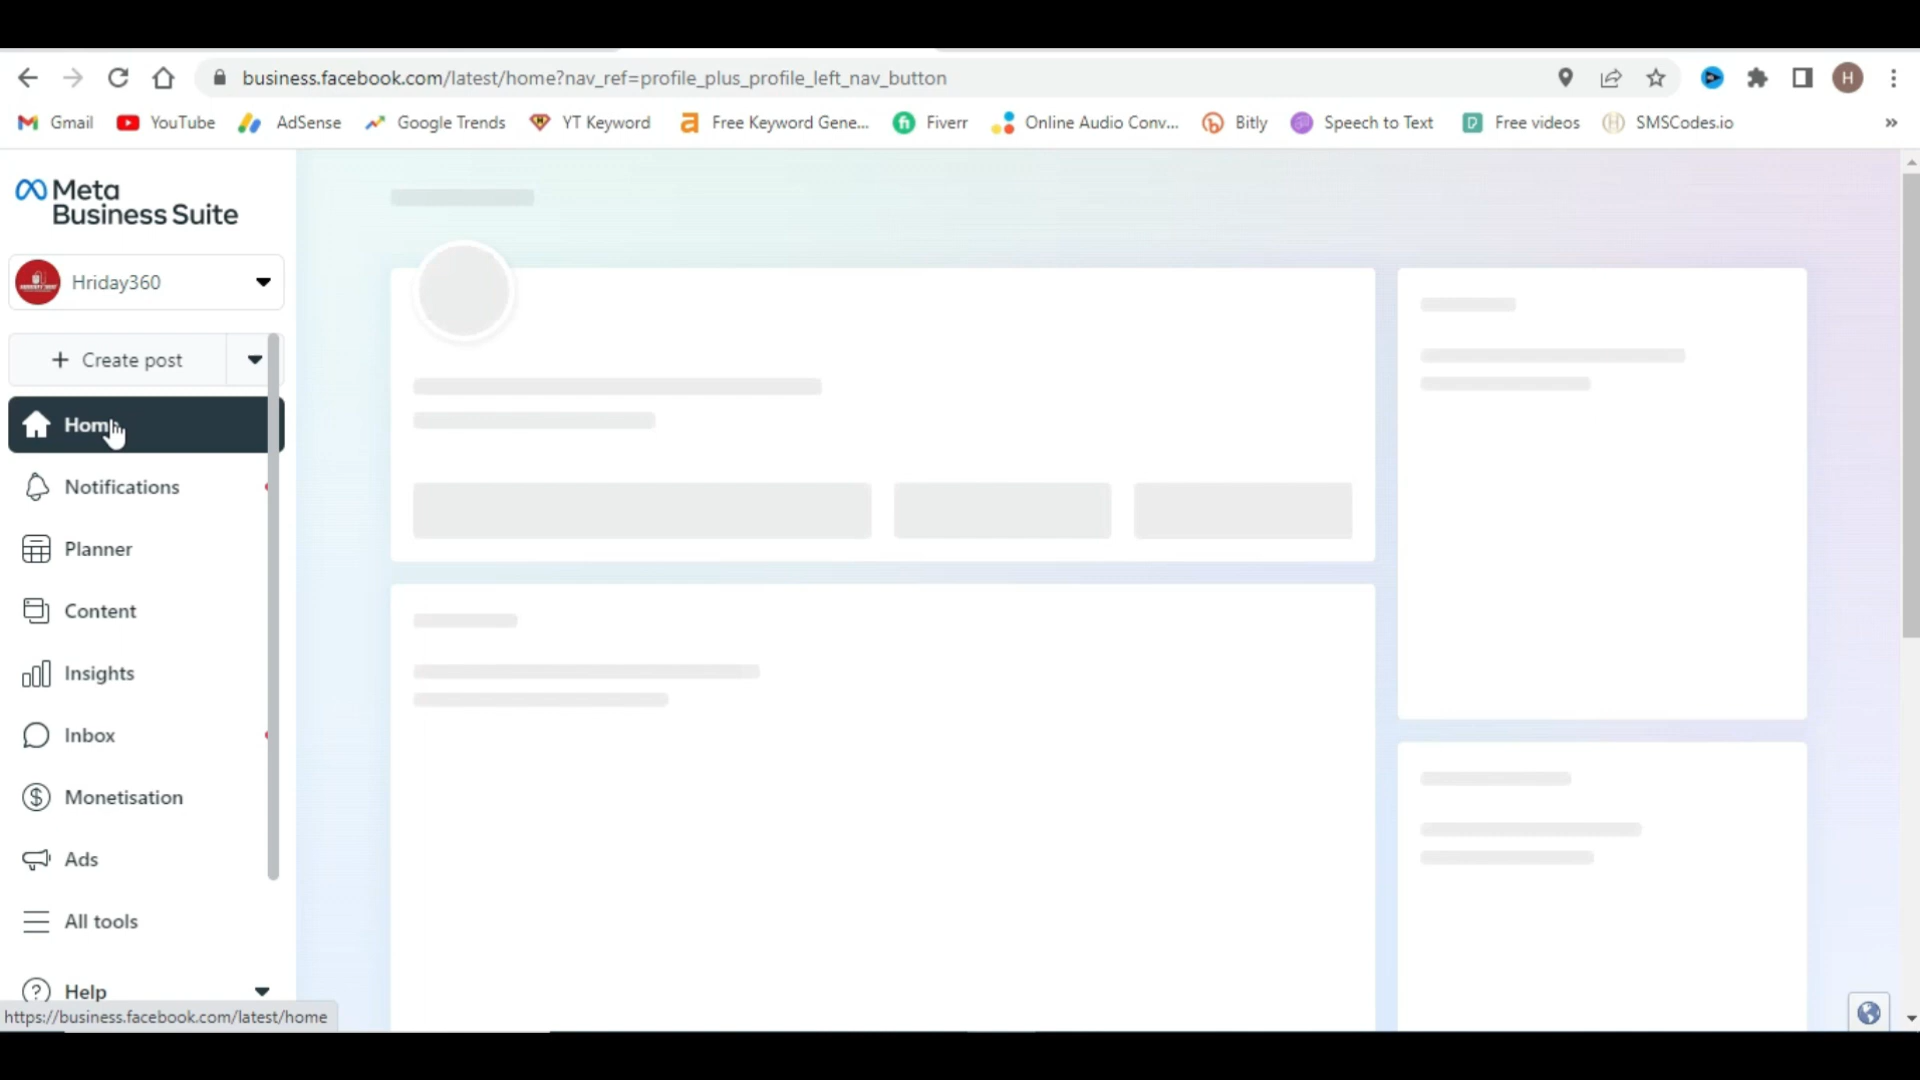 business.facebook.com/latest/home?nav_ref=profile_plus_profile_left_nav_button
H
Gmail YouTube AdSense Google Trends YT Keyword Free Keyword Gene... Fiverr Online Audio Conv... Bitly Speech to Text Free videos SMSCodes.io »
Meta
Business Suite
Hriday360
+ Create post
Home
Notifications
Planner
Content
Insights
Inbox
Monetisation
Ads
All tools
Help
https://business.facebook.com/latest/home